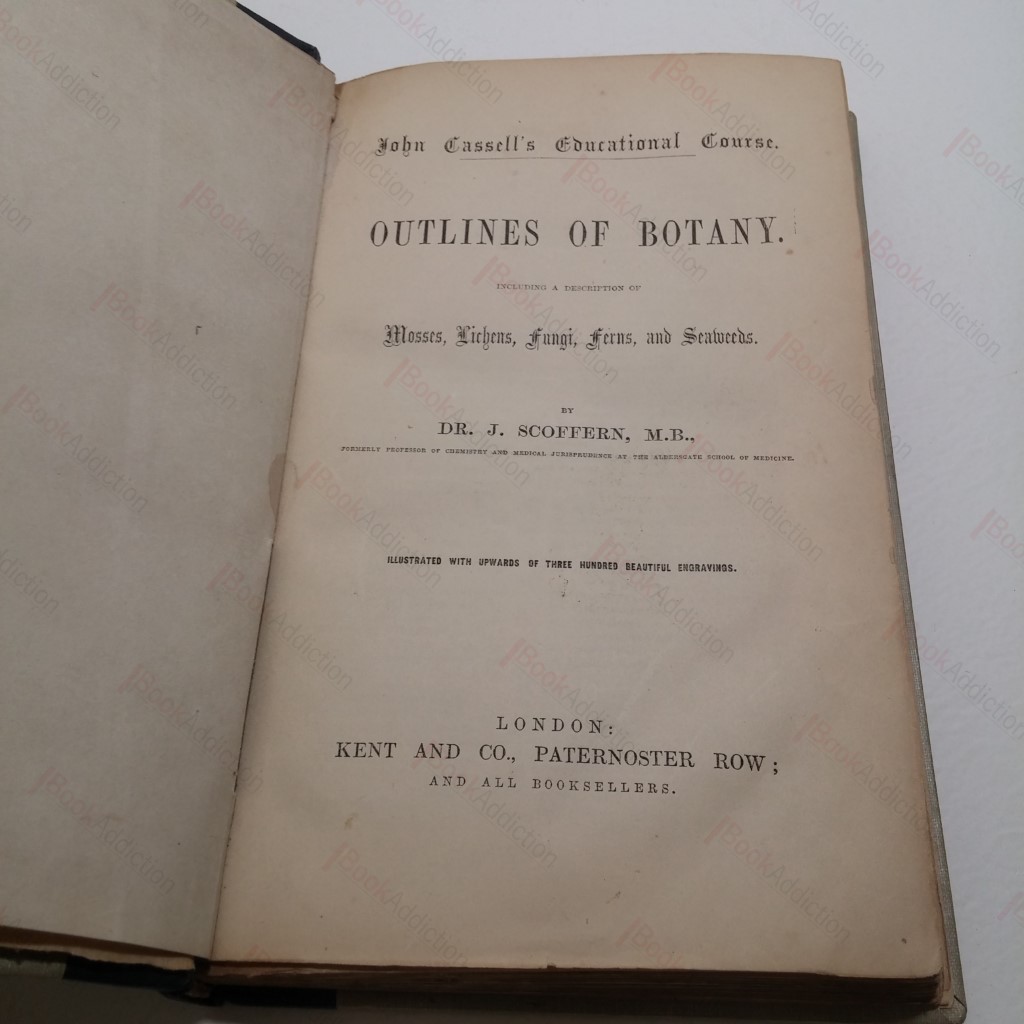 John Cassell's Educational Course.
OUTLINES OF BOTANY.
INCLUDING A DESCRIPTION OF
Mosses, Lichens, Fungi, Ferns, and Seaweeds.
BY
DR. J. SCOFFERN, M.B.,
FORMERLY PROFESSOR OF CHEMISTRY AND MEDICAL JURISPRUDENCE AT THE ALDERSGATE SCHOOL OF MEDICINE.
ILLUSTRATED WITH UPWARDS OF THREE HUNDRED BEAUTIFUL ENGRAVINGS.
LONDON:
KENT AND CO., PATERNOSTER ROW;
AND ALL BOOKSELLERS.
BookAddiction